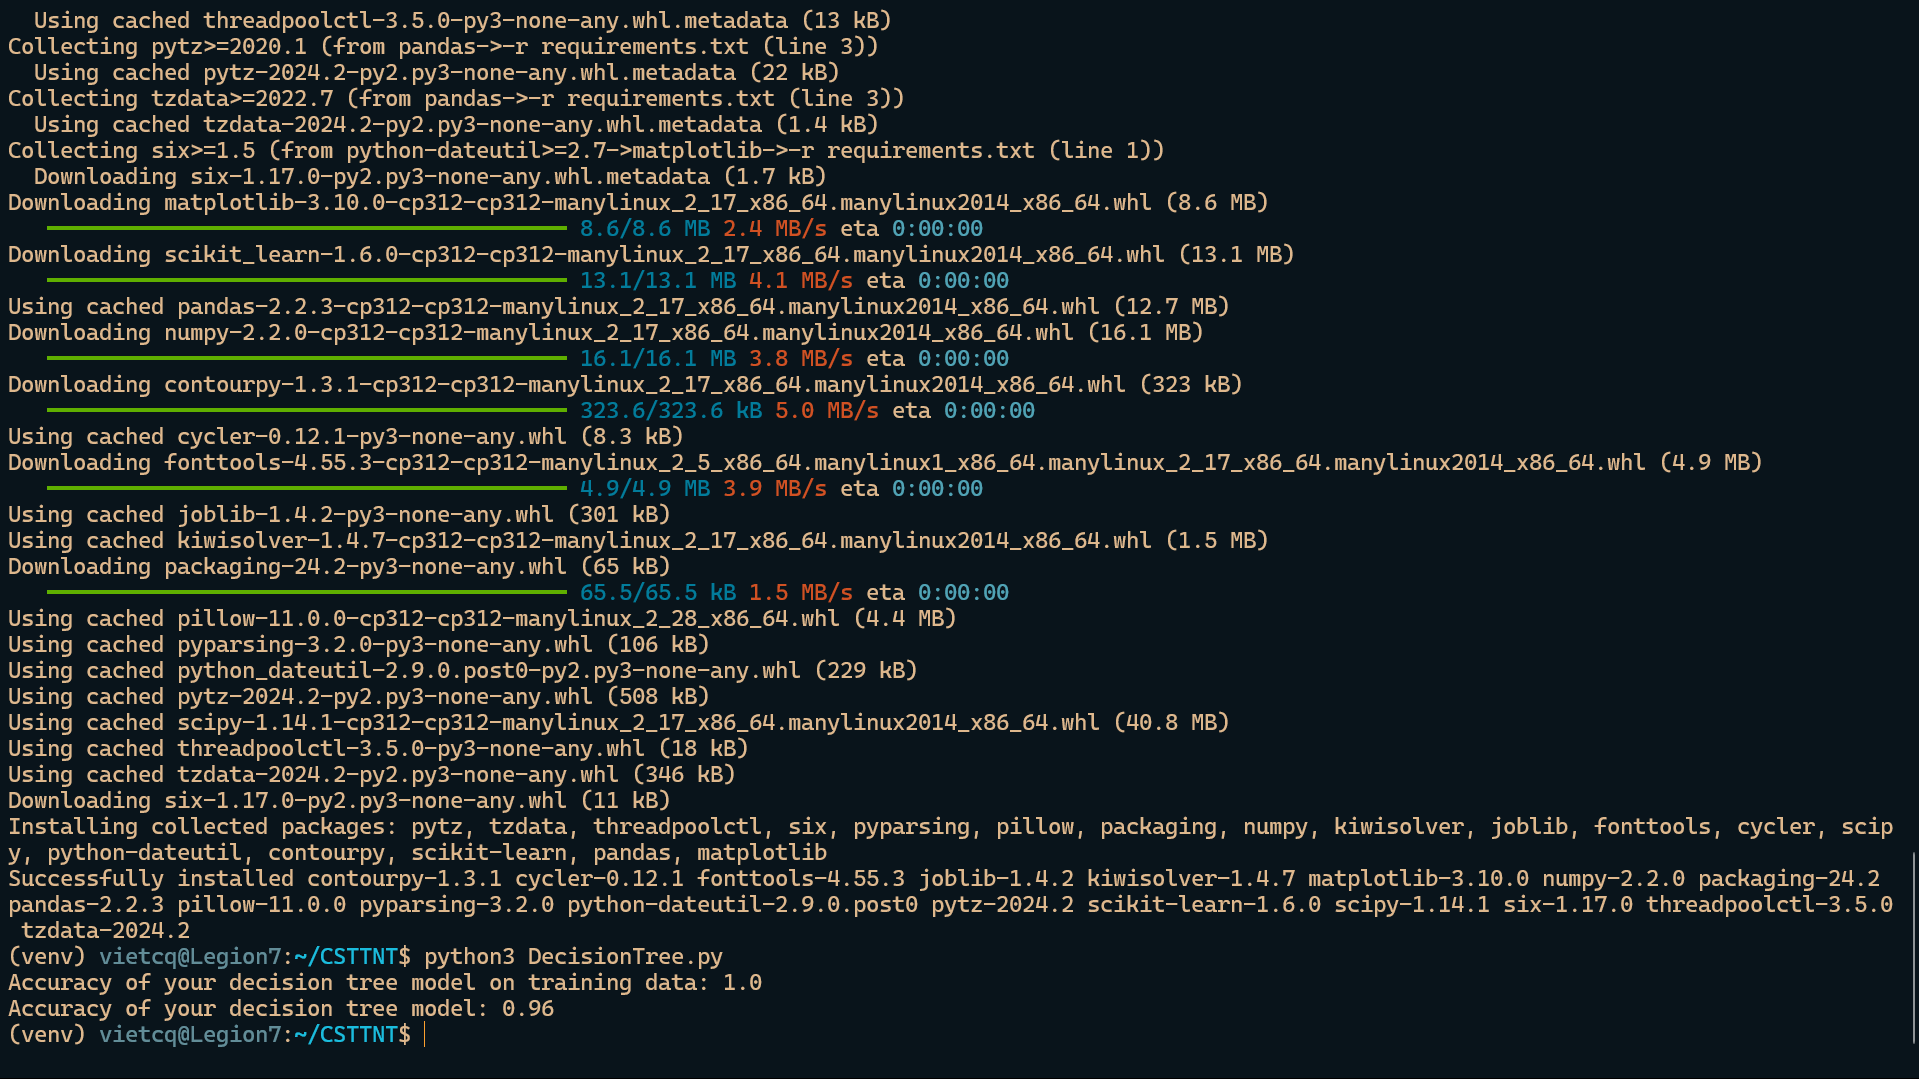 Using cached threadpoolctl-3.5.0-py3-none-any.whl.metadata (13 kB)
Collecting pytz>=2020.1 (from pandas->-r requirements.txt (line 3))
Using cached pytz-2024.2-py2.py3-none-any.whl.metadata (22 kB)
Collecting tzdata>=2022.7 (from pandas->-r requirements.txt (line 3))
Using cached tzdata-2024.2-py2.py3-none-any.whl.metadata (1.4 kB)
Collecting six>=1.5 (from python-dateutil>=2.7->matplotlib->-r requirements.txt (line 1))
Downloading six-1.17.0-py2.py3-none-any.whl.metadata (1.7 kB)
Downloading matplotlib-3.10.0-cp312-cp312-manylinux_2_17_x86_64.manylinux2014_x86_64.whl (8.6 MB)
8.6/8.6 MB 2.4 MB/s eta 0:00:00
Downloading scikit_learn-1.6.0-cp312-cp312-manylinux_2_17_x86_64.manylinux2014_x86_64.whl (13.1 MB)
13.1/13.1 MB 4.1 MB/s eta 0:00:00
Using cached pandas-2.2.3-cp312-cp312-manylinux_2_17_x86_64.manylinux2014_x86_64.whl (12.7 MB)
Downloading numpy-2.2.0-cp312-cp312-manylinux_2_17_x86_64.manylinux2014_x86_64.whl (16.1 MB)
16.1/16.1 MB 3.8 MB/s eta 0:00:00
Downloading contourpy-1.3.1-cp312-cp312-manylinux_2_17_x86_64.manylinux2014_x86_64.whl (323 kB)
323.6/323.6 kB 5.0 MB/s eta 0:00:00
Using cached cycler-0.12.1-py3-none-any.whl (8.3 kB)
Downloading fonttools-4.55.3-cp312-cp312-manylinux_2_5_x86_64.manylinux1_x86_64.manylinux_2_17_x86_64.manylinux2014_x86_64.whl (4.9 MB)
4.9/4.9 MB 3.9 MB/s eta 0:00:00
Using cached joblib-1.4.2-py3-none-any.whl (301 kB)
Using cached kiwisolver-1.4.7-cp312-cp312-manylinux_2_17_x86_64.manylinux2014_x86_64.whl (1.5 MB)
Downloading packaging-24.2-py3-none-any.whl (65 kB)
65.5/65.5 kB 1.5 MB/s eta 0:00:00
Using cached pillow-11.0.0-cp312-cp312-manylinux_2_28_x86_64.whl (4.4 MB)
Using cached pyparsing-3.2.0-py3-none-any.whl (106 kB)
Using cached python_dateutil-2.9.0.post0-py2.py3-none-any.whl (229 kB)
Using cached pytz-2024.2-py2.py3-none-any.whl (508 kB)
Using cached scipy-1.14.1-cp312-cp312-manylinux_2_17_x86_64.manylinux2014_x86_64.whl (40.8 MB)
Using cached threadpoolctl-3.5.0-py3-none-any.whl (18 kB)
Using cached tzdata-2024.2-py2.py3-none-any.whl (346 kB)
Downloading six-1.17.0-py2.py3-none-any.whl (11 kB)
Installing collected packages: pytz, tzdata, threadpoolctl, six, pyparsing, pillow, packaging, numpy, kiwisolver, joblib, fonttools, cycler, scip
y, python-dateutil, contourpy, scikit-learn, pandas, matplotlib
Successfully installed contourpy-1.3.1 cycler-0.12.1 fonttools-4.55.3 joblib-1.4.2 kiwisolver-1.4.7 matplotlib-3.10.0 numpy-2.2.0 packaging-24.2
pandas-2.2.3 pillow-11.0.0 pyparsing-3.2.0 python-dateutil-2.9.0.post0 pytz-2024.2 scikit-learn-1.6.0 scipy-1.14.1 six-1.17.0 threadpoolctl-3.5.0
tzdata-2024.2
(venv) vietcq@Legion7:~/CSTTNT$ python3 DecisionTree.py
Accuracy of your decision tree model on training data: 1.0
Accuracy of your decision tree model: 0.96
(venv) vietcq@Legion7:~/CSTTNT$